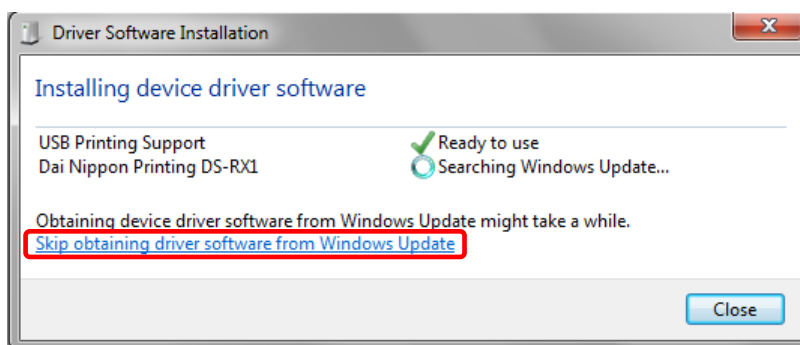 Driver Software Installation
Installing device driver software
USB Printing Support Ready to use
Dai Nippon Printing DS-RX1 Searching Windows Update...
Obtaining device driver software from Windows Update might take a while.
Skip obtaining driver software from Windows Update
Close